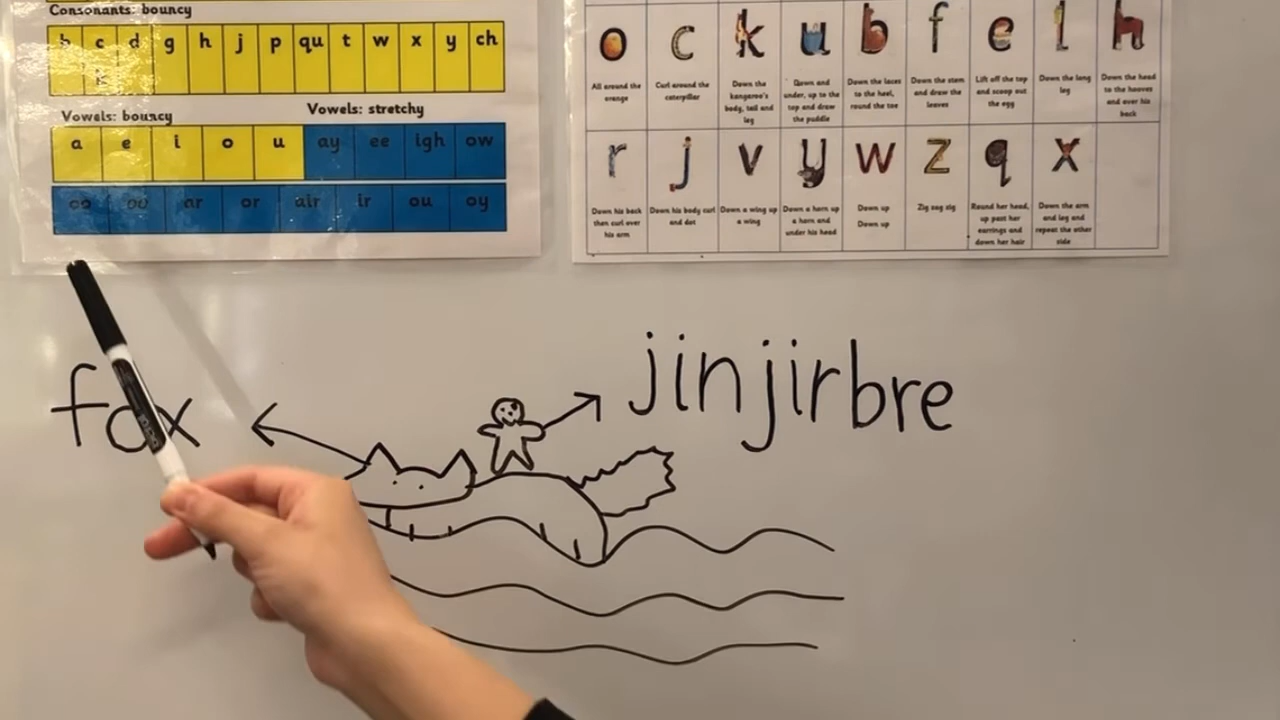 Consonants: bouncy
b c d g h j p qu t w x y ch
k
Vowels: bouncy
Vowels: stretchy
a e i o u ay ee igh ow
oo oo ar or air ir ou oy
o c k u b f e l h
All around the orange
Curl around the caterpillar
Down the kangaroo's body, tail and leg
Down and under, up to the top and draw the puddle
Down the laces to the heel, round the toe
Down the stem and draw the leaves
Lift off the top and scoop out the egg
Down the long leg
Down the head to the hooves and over his back
r j v y w z q x
Down his back then curl over his arm
Down his body curl and dot
Down a wing up a wing
Down a horn up a horn and under his head
Down up Down up
Zig zag zig
Round her head, up past her earrings and down her hair
Down the arm and leg and repeat the other side
fox
jinjirbre